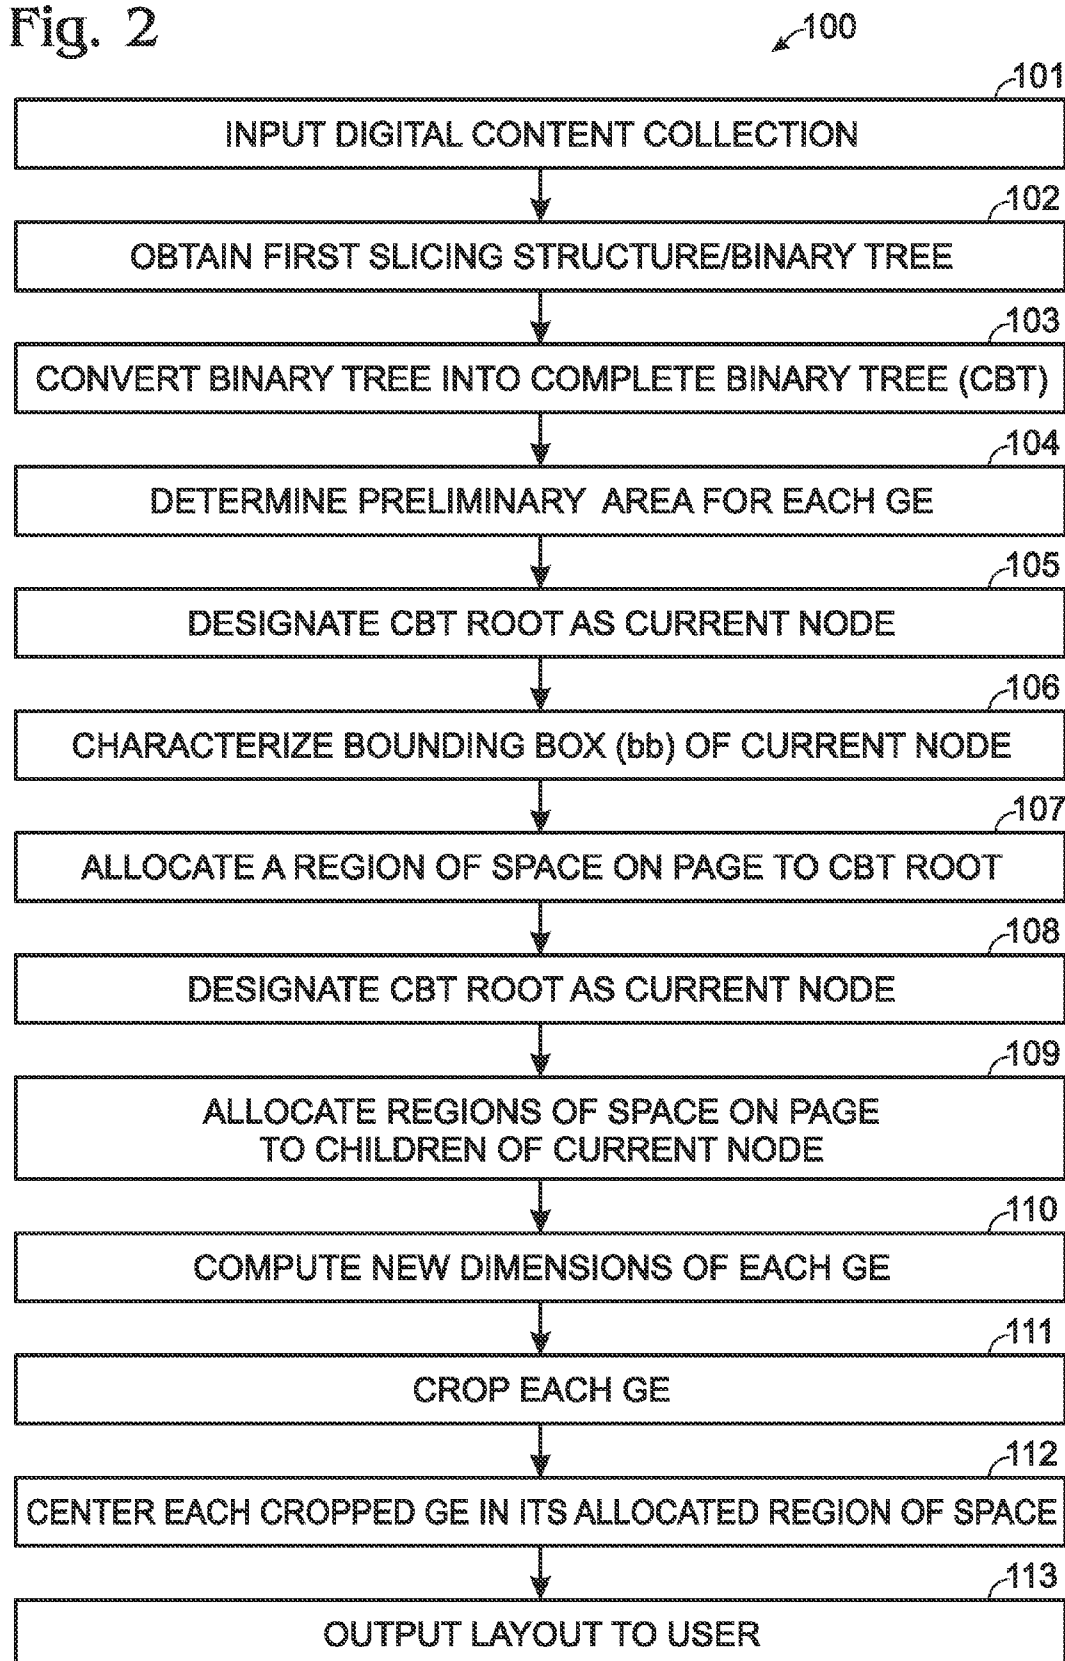 Fig. 2
100
101
INPUT DIGITAL CONTENT COLLECTION
102
OBTAIN FIRST SLICING STRUCTURE/BINARY TREE
103
CONVERT BINARY TREE INTO COMPLETE BINARY TREE (CBT)
104
DETERMINE PRELIMINARY AREA FOR EACH GE
105
DESIGNATE CBT ROOT AS CURRENT NODE
106
CHARACTERIZE BOUNDING BOX (bb) OF CURRENT NODE
107
ALLOCATE A REGION OF SPACE ON PAGE TO CBT ROOT
108
DESIGNATE CBT ROOT AS CURRENT NODE
109
ALLOCATE REGIONS OF SPACE ON PAGE
TO CHILDREN OF CURRENT NODE
110
COMPUTE NEW DIMENSIONS OF EACH GE
111
CROP EACH GE
112
CENTER EACH CROPPED GE IN ITS ALLOCATED REGION OF SPACE
113
OUTPUT LAYOUT TO USER